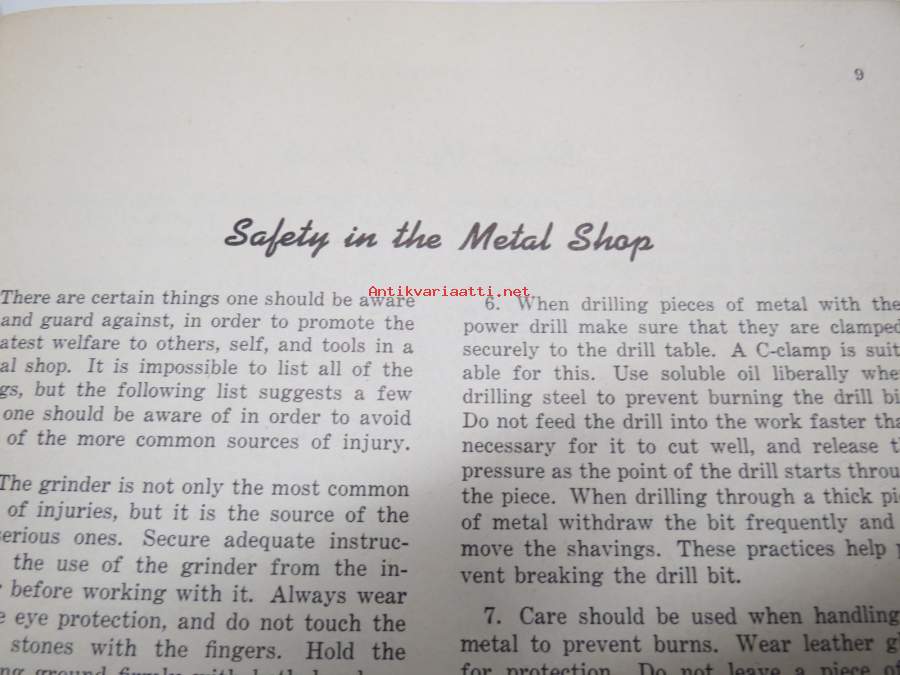 9
Safety in the Metal Shop
Antikvariaatti.net
There are certain things one should be aware
and guard against, in order to promote the
atest welfare to others, self, and tools in a
al shop. It is impossible to list all of the
gs, but the following list suggests a few
one should be aware of in order to avoid
of the more common sources of injury.
The grinder is not only the most common
of injuries, but it is the source of the
erious ones. Secure adequate instruc-
the use of the grinder from the in-
before working with it. Always wear
e eye protection, and do not touch the
stones with the fingers. Hold the
6. When drilling pieces of metal with the
power drill make sure that they are clamped
securely to the drill table. A C-clamp is suit
able for this. Use soluble oil liberally whe
drilling steel to prevent burning the drill bi
Do not feed the drill into the work faster tha
necessary for it to cut well, and release t
pressure as the point of the drill starts throu
the piece. When drilling through a thick pi
of metal withdraw the bit frequently and
move the shavings. These practices help p
vent breaking the drill bit.
7. Care should be used when handling
metal to prevent burns. Wear leather gl
for protection. Do not leave a piece of